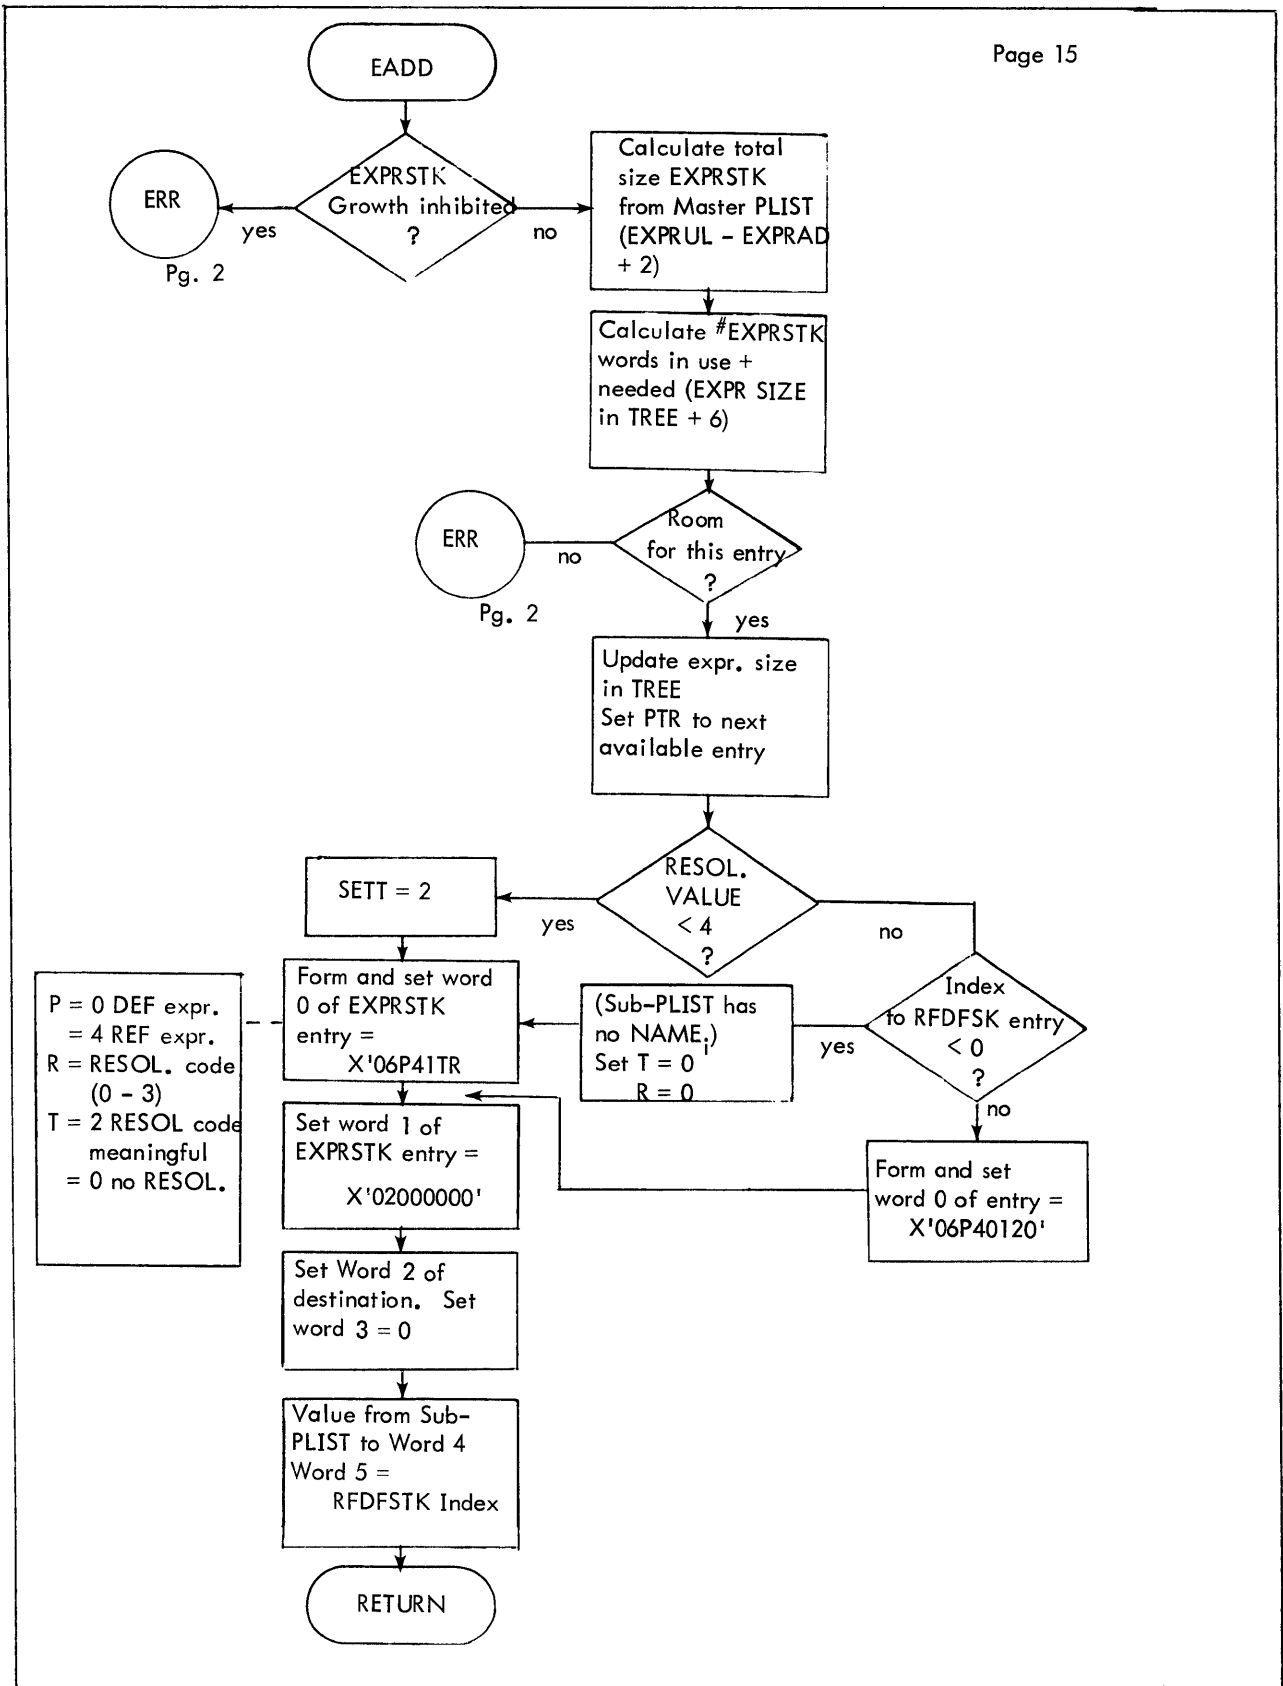 Page 15
EADD
EXPRSTK
Growth inhibited
?
yes
no
ERR
Pg. 2
Calculate total
size EXPRSTK
from Master PLIST
(EXPRUL - EXPRAD
+ 2)
Calculate #EXPRSTK
words in use +
needed (EXPR SIZE
in TREE + 6)
Room
for this entry
?
no
yes
ERR
Pg. 2
Update expr. size
in TREE
Set PTR to next
available entry
RESOL.
VALUE
< 4
?
yes
no
SETT = 2
Form and set word
0 of EXPRSTK
entry =
X'06P41TR
P = 0 DEF expr.
= 4 REF expr.
R = RESOL. code
(0 - 3)
T = 2 RESOL code
meaningful
= 0 no RESOL.
(Sub-PLIST has
no NAME.)
Set T = 0
R = 0
Index
to RFDFSK entry
< 0
?
yes
no
Form and set
word 0 of entry =
X'06P40120'
Set word 1 of
EXPRSTK entry =
X'02000000'
Set Word 2 of
destination. Set
word 3 = 0
Value from Sub-
PLIST to Word 4
Word 5 =
RFDFSTK Index
RETURN